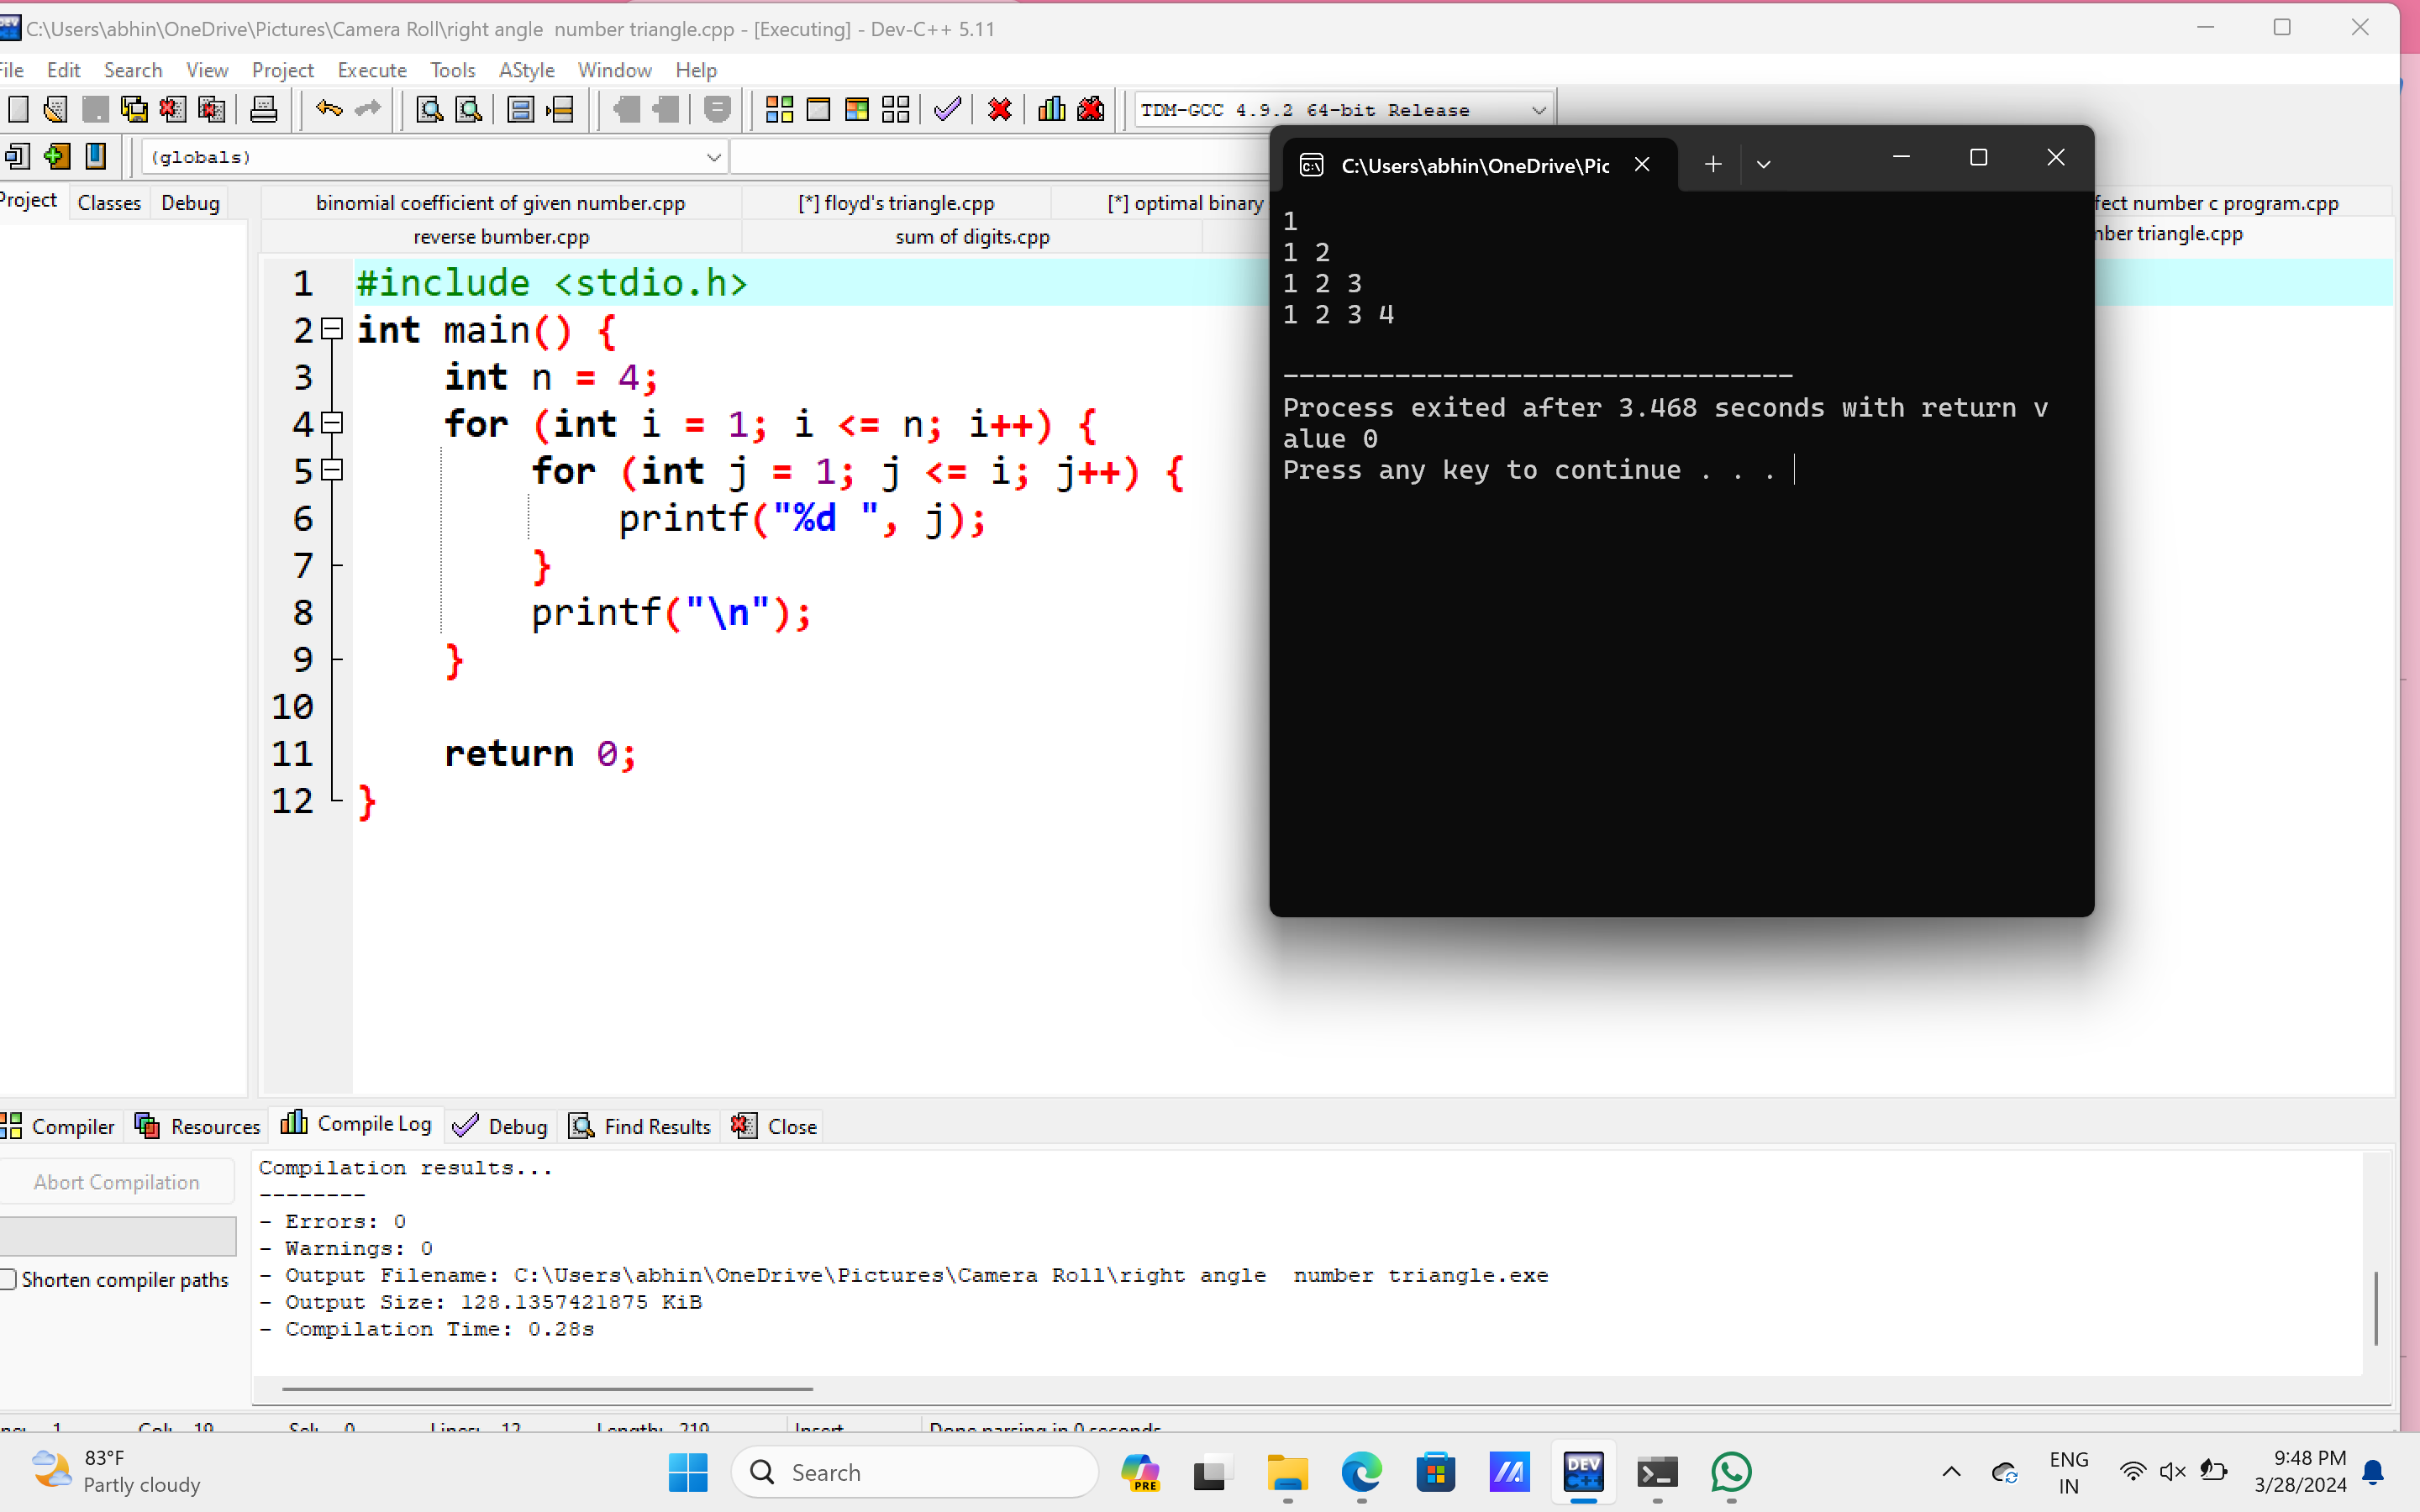 C:\Users\abhin\OneDrive\Pictures\Camera Roll\right angle  number triangle.cpp - [Executing] - Dev-C++ 5.11
File Edit Search View Project Execute Tools AStyle Window Help
TDM-GCC 4.9.2 64-bit Release
(globals)
Project Classes Debug
binomial coefficient of given number.cpp [*] floyd's triangle.cpp [*] optimal binary fect number c program.cpp
reverse bumber.cpp sum of digits.cpp nber triangle.cpp
1 #include <stdio.h>
2 int main() {
3 int n = 4;
4 for (int i = 1; i <= n; i++) {
5 for (int j = 1; j <= i; j++) {
6 printf("%d ", j);
7 }
8 printf("\n");
9 }
10
11 return 0;
12 }
C:\Users\abhin\OneDrive\Pic
1
1 2
1 2 3
1 2 3 4
--------------------------------
Process exited after 3.468 seconds with return v
alue 0
Press any key to continue . . .
Compiler Resources Compile Log Debug Find Results Close
Abort Compilation
Shorten compiler paths
Compilation results...
--------
- Errors: 0
- Warnings: 0
- Output Filename: C:\Users\abhin\OneDrive\Pictures\Camera Roll\right angle  number triangle.exe
- Output Size: 128.1357421875 KiB
- Compilation Time: 0.28s
1 Col: 19 Sel: 0 Lines: 12 Length: 219 Insert Done parsing in 0 seconds
83°F
Partly cloudy
Search
PRE
DEV
C++
ENG
IN
9:48 PM
3/28/2024